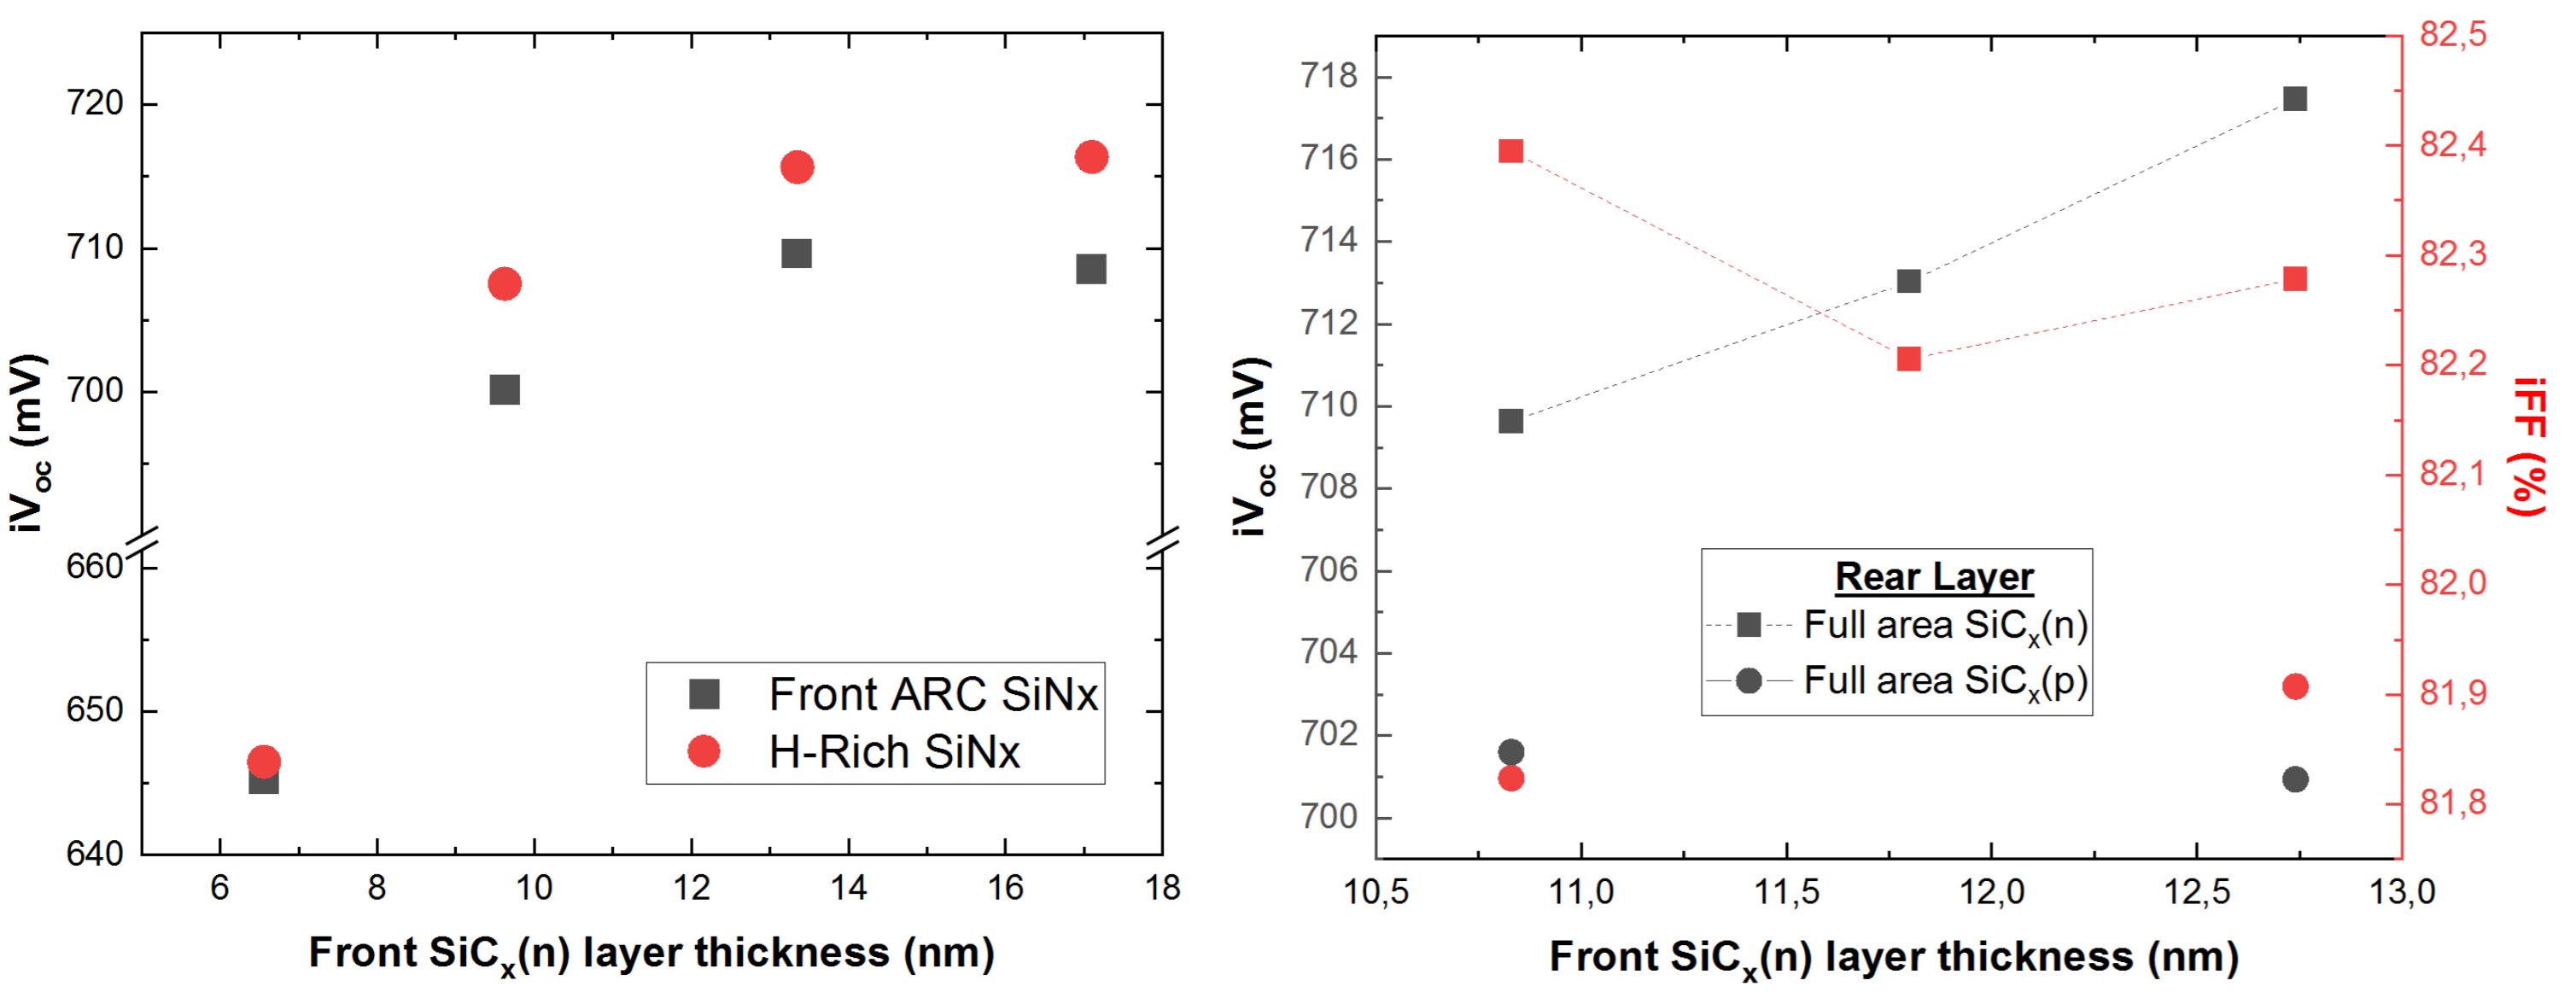 720
710
700
660
650
640
iVoc (mV)
Front ARC SiNx
H-Rich SiNx
6 8 10 12 14 16 18
Front SiCx(n) layer thickness (nm)
718
716
714
712
710
708
706
704
702
700
iVoc (mV)
82,5
82,4
82,3
82,2
82,1
82,0
81,9
81,8
iFF (%)
Rear Layer
Full area SiCx(n)
Full area SiCx(p)
10,5 11,0 11,5 12,0 12,5 13,0
Front SiCx(n) layer thickness (nm)